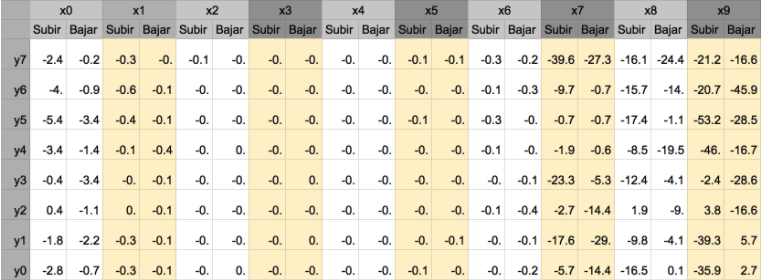 x0 x1 x2 x3 x4 x5 x6 x7 x8 x9
Subir Bajar Subir Bajar Subir Bajar Subir Bajar Subir Bajar Subir Bajar Subir Bajar Subir Bajar Subir Bajar Subir Bajar
y7 -2.4 -0.2 -0.3 -0. -0.1 -0. -0. -0. -0. -0. -0.1 -0.1 -0.3 -0.2 -39.6 -27.3 -16.1 -24.4 -21.2 -16.6
y6 -4. -0.9 -0.6 -0.1 -0. -0. -0. -0. -0. -0. -0. -0. -0.1 -0.3 -9.7 -0.7 -15.7 -14. -20.7 -45.9
y5 -5.4 -3.4 -0.4 -0.1 -0. -0. -0. -0. -0. -0. -0.1 -0. -0.3 -0. -0.7 -0.7 -17.4 -1.1 -53.2 -28.5
y4 -3.4 -1.4 -0.1 -0.4 -0. 0. -0. 0. -0. -0. -0. -0. -0.1 -0. -1.9 -0.6 -8.5 -19.5 -46. -16.7
y3 -0.4 -3.4 -0. -0.1 -0. -0. -0. 0. -0. -0. -0. -0. -0. -0.1 -23.3 -5.3 -12.4 -4.1 -2.4 -28.6
y2 0.4 -1.1 0. -0.1 -0. -0. -0. -0. -0. -0. -0. -0. -0.1 -0.4 -2.7 -14.4 1.9 -9. 3.8 -16.6
y1 -1.8 -2.2 -0.3 -0.1 -0. -0. -0. 0. -0. -0. -0. -0.1 -0. -0.1 -17.6 -29. -9.8 -4.1 -39.3 5.7
y0 -2.8 -0.7 -0.3 -0.1 -0. 0. -0. -0. -0. -0. -0.1 -0. -0. -0.2 -5.7 -14.4 -16.5 0.1 -35.9 2.7